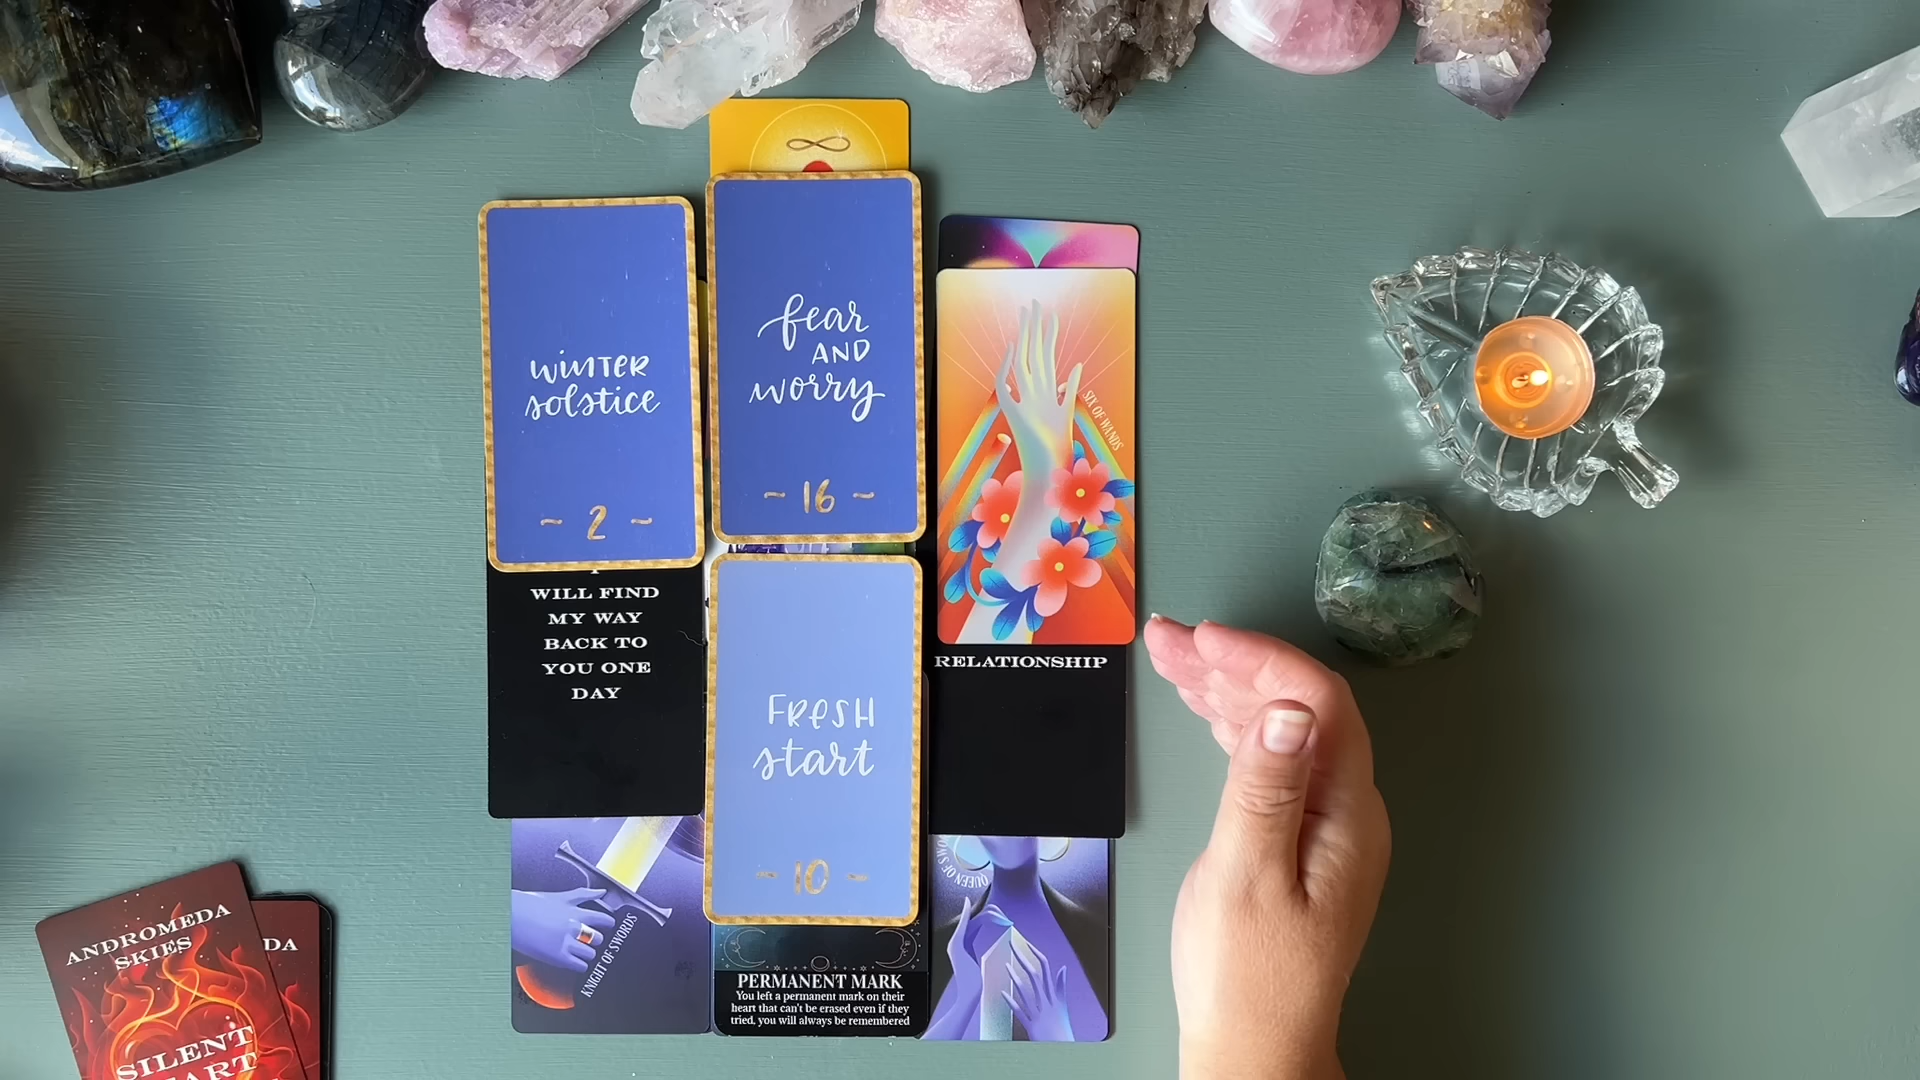 WINTER
solstice
~ 2 ~
WILL FIND
MY WAY
BACK TO
YOU ONE
DAY
KNIGHT OF SWORDS
fear
AND
worry
~ 16 ~
FRESH
start
~ 10 ~
PERMANENT MARK
You left a permanent mark on their
heart that can't be erased even if they
tried, you will always be remembered
SIX OF WANDS
RELATIONSHIP
QUEEN OF
ANDROMEDA
SKIES
SILENT
DA